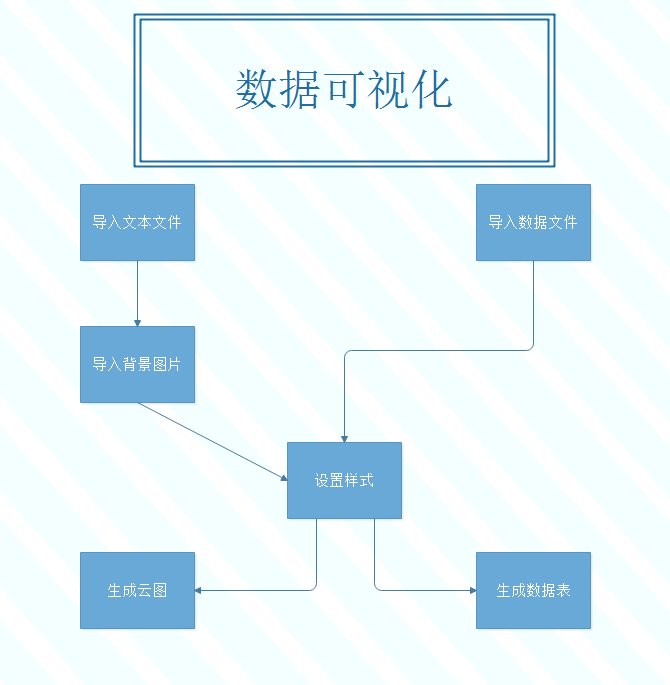 数据可视化
导入文本文件
导入数据文件
导入背景图片
设置样式
生成云图
生成数据表